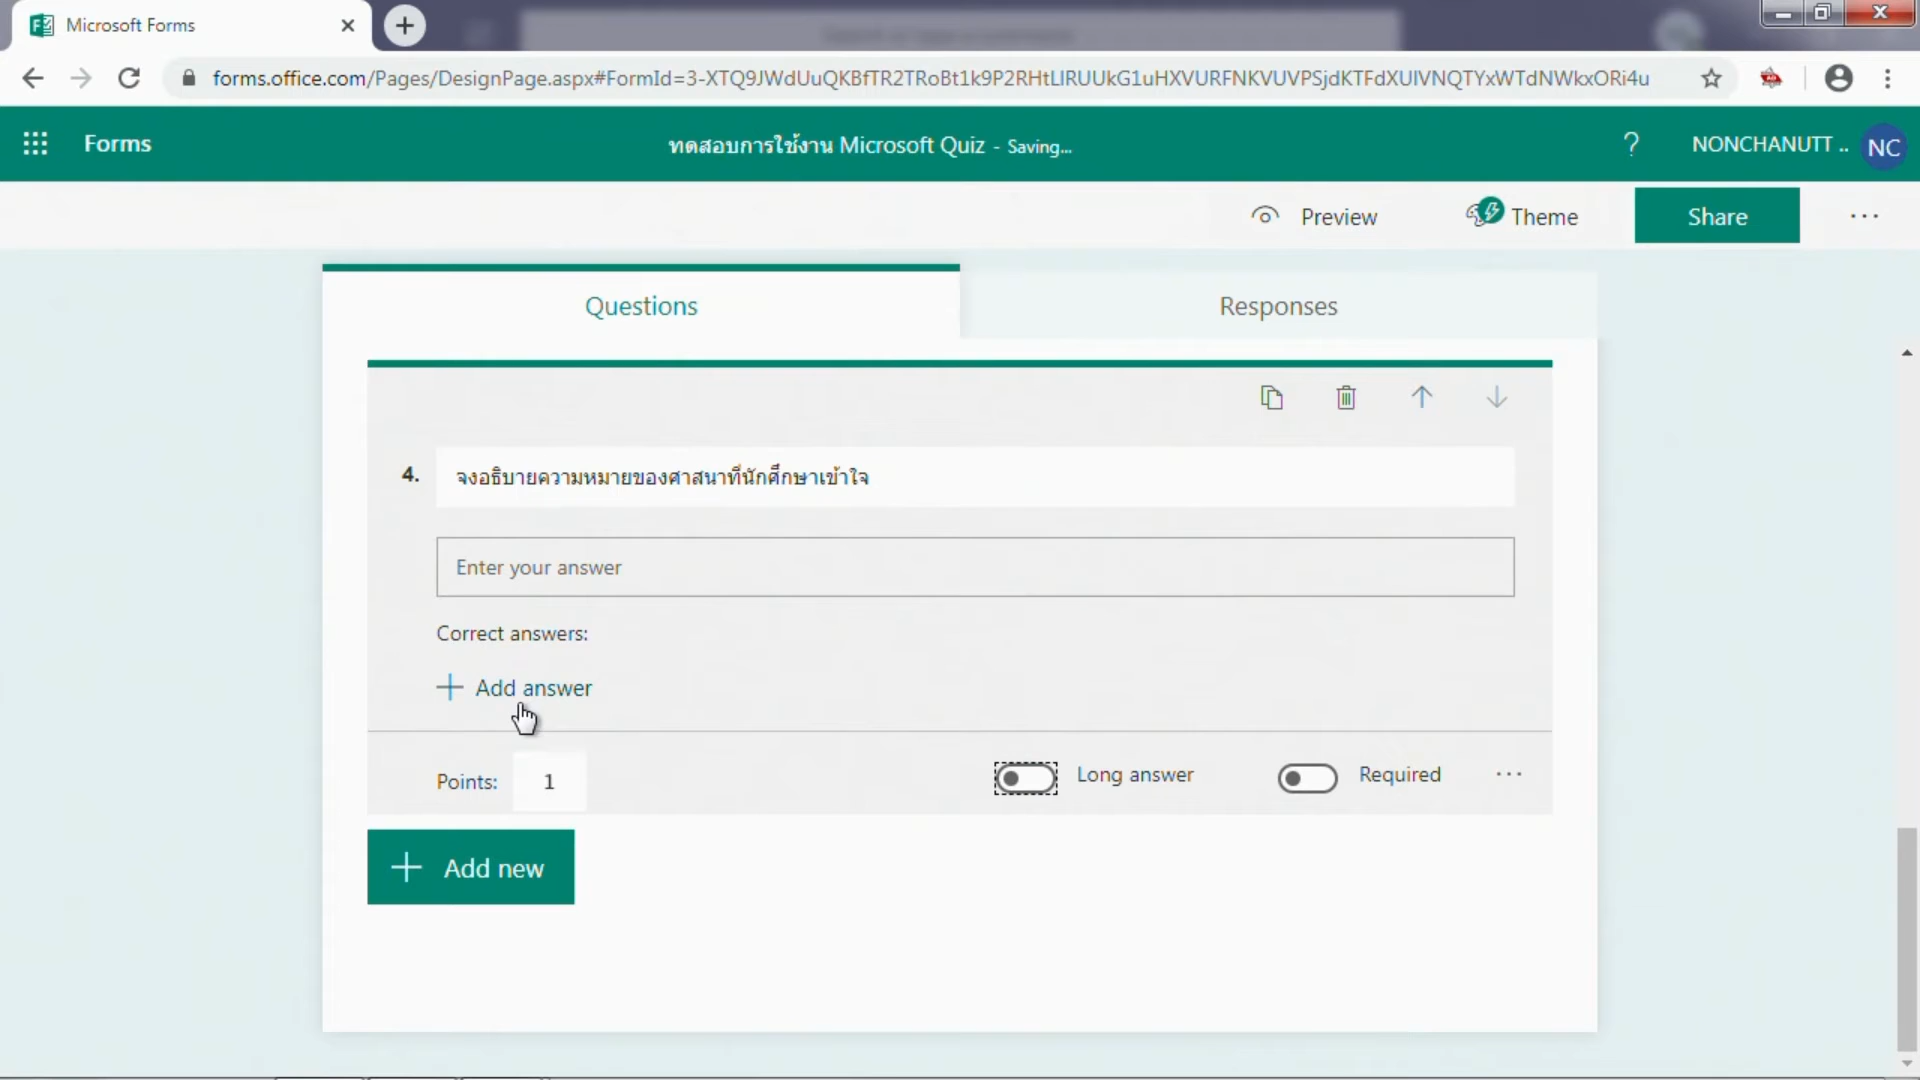 Microsoft Forms
forms.office.com/Pages/DesignPage.aspx#FormId=3-XTQ9JWdUuQKBfTR2TRoBt1k9P2RHtLIRUUkG1uHXVURFNKVUVPSjdKTFdXUlVNQTYxWTdNWkxORi4u
Forms
ทดสอบการใช้งาน Microsoft Quiz - Saving...
?
NONCHANUTT ..
NC
Preview
Theme
Share
Questions
Responses
4. จงอธิบายความหมายของศาสนาที่นักศึกษาเข้าใจ
Enter your answer
Correct answers:
Add answer
Points: 1
Long answer
Required
Add new